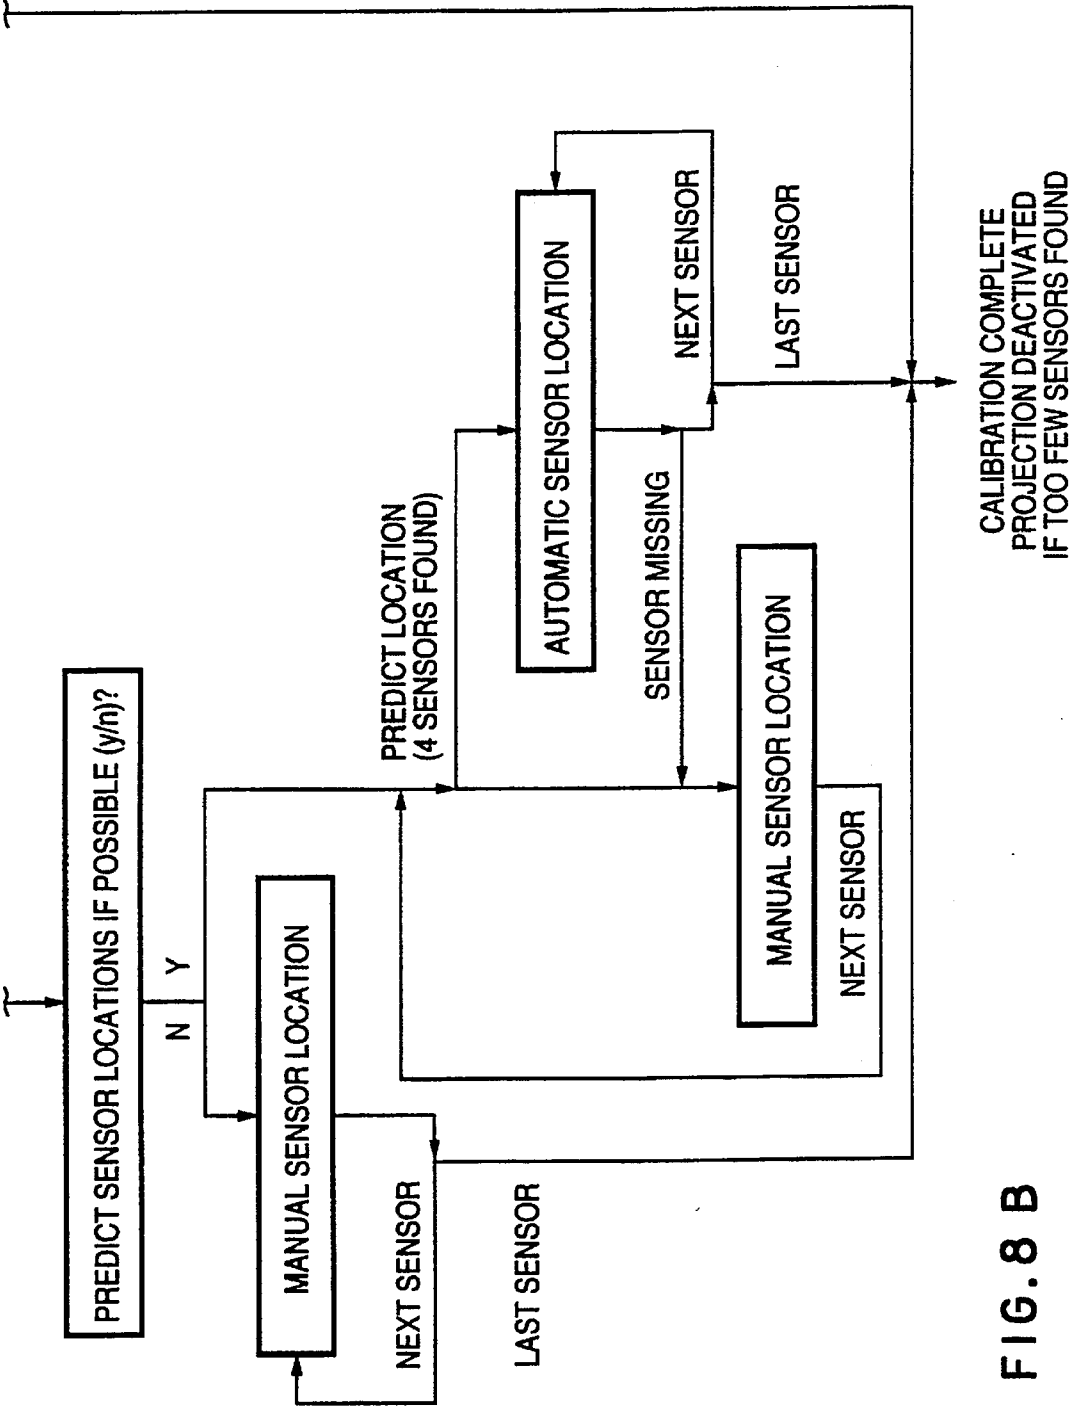 PREDICT SENSOR LOCATIONS IF POSSIBLE (y/n)?
N
Y
MANUAL SENSOR LOCATION
NEXT SENSOR
LAST SENSOR
PREDICT LOCATION
(4 SENSORS FOUND)
AUTOMATIC SENSOR LOCATION
SENSOR MISSING
NEXT SENSOR
LAST SENSOR
MANUAL SENSOR LOCATION
NEXT SENSOR
CALIBRATION COMPLETE
PROJECTION DEACTIVATED
IF TOO FEW SENSORS FOUND
FIG. 8 B